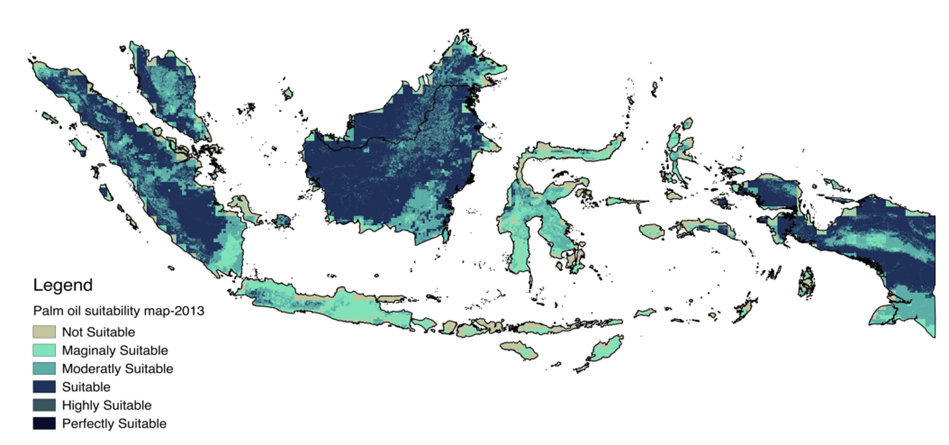 Legend
Palm oil suitability map-2013
Not Suitable
Maginaly Suitable
Moderatly Suitable
Suitable
Highly Suitable
Perfectly Suitable